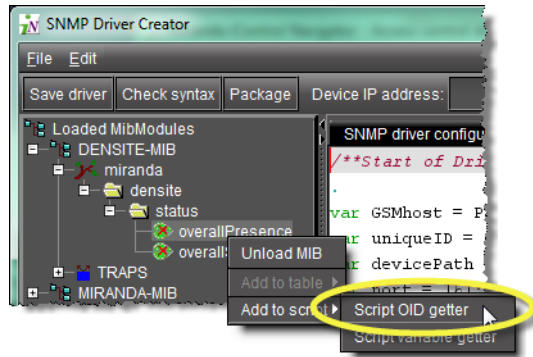 SNMP Driver Creator
File Edit
Save driver Check syntax Package Device IP address:
Loaded MibModules
DENSITE-MIB
miranda
densite
status
overallPresence
TRAPS
MIRANDA-MIB
SNMP driver
/**Start of
var GSMhost =
var uniqueID =
var devicePath
Unload MIB
Add to table
Add to script
Script OID getter
Script variable getter